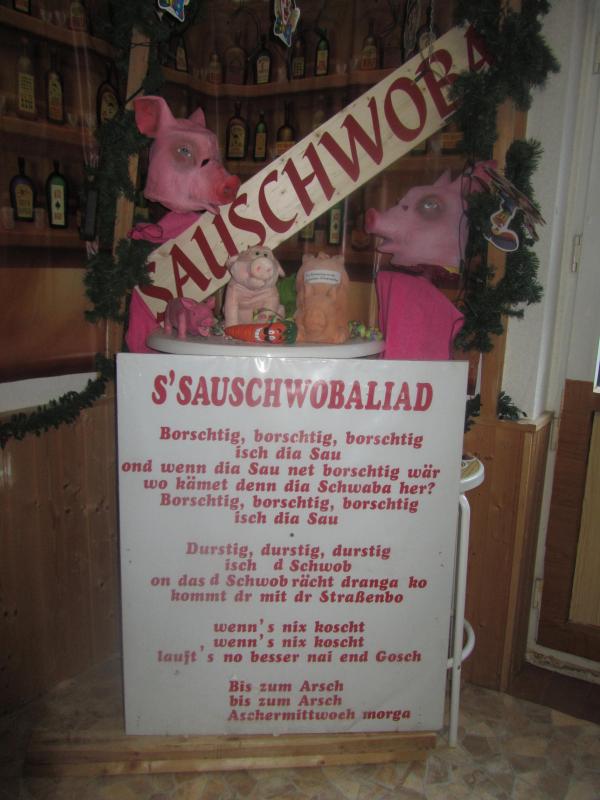 SAUSCHWOBA
S'SAUSCHWOBALIAD
Borschtig, borschtig, borschtig
isch dia Sau
ond wenn dia Sau net borschtig wär
wo kämet denn dia Schwaba her?
Borschtig, borschtig, borschtig
isch dia Sau
Durstig, durstig, durstig
isch d Schwob
on das d Schwob rächt dranga ko
kommt dr mit dr Straßenbo
wenn's nix koscht
wenn's nix koscht
lauft's no besser nai end Gosch
Bis zum Arsch
bis zum Arsch
Aschermittwoch morga